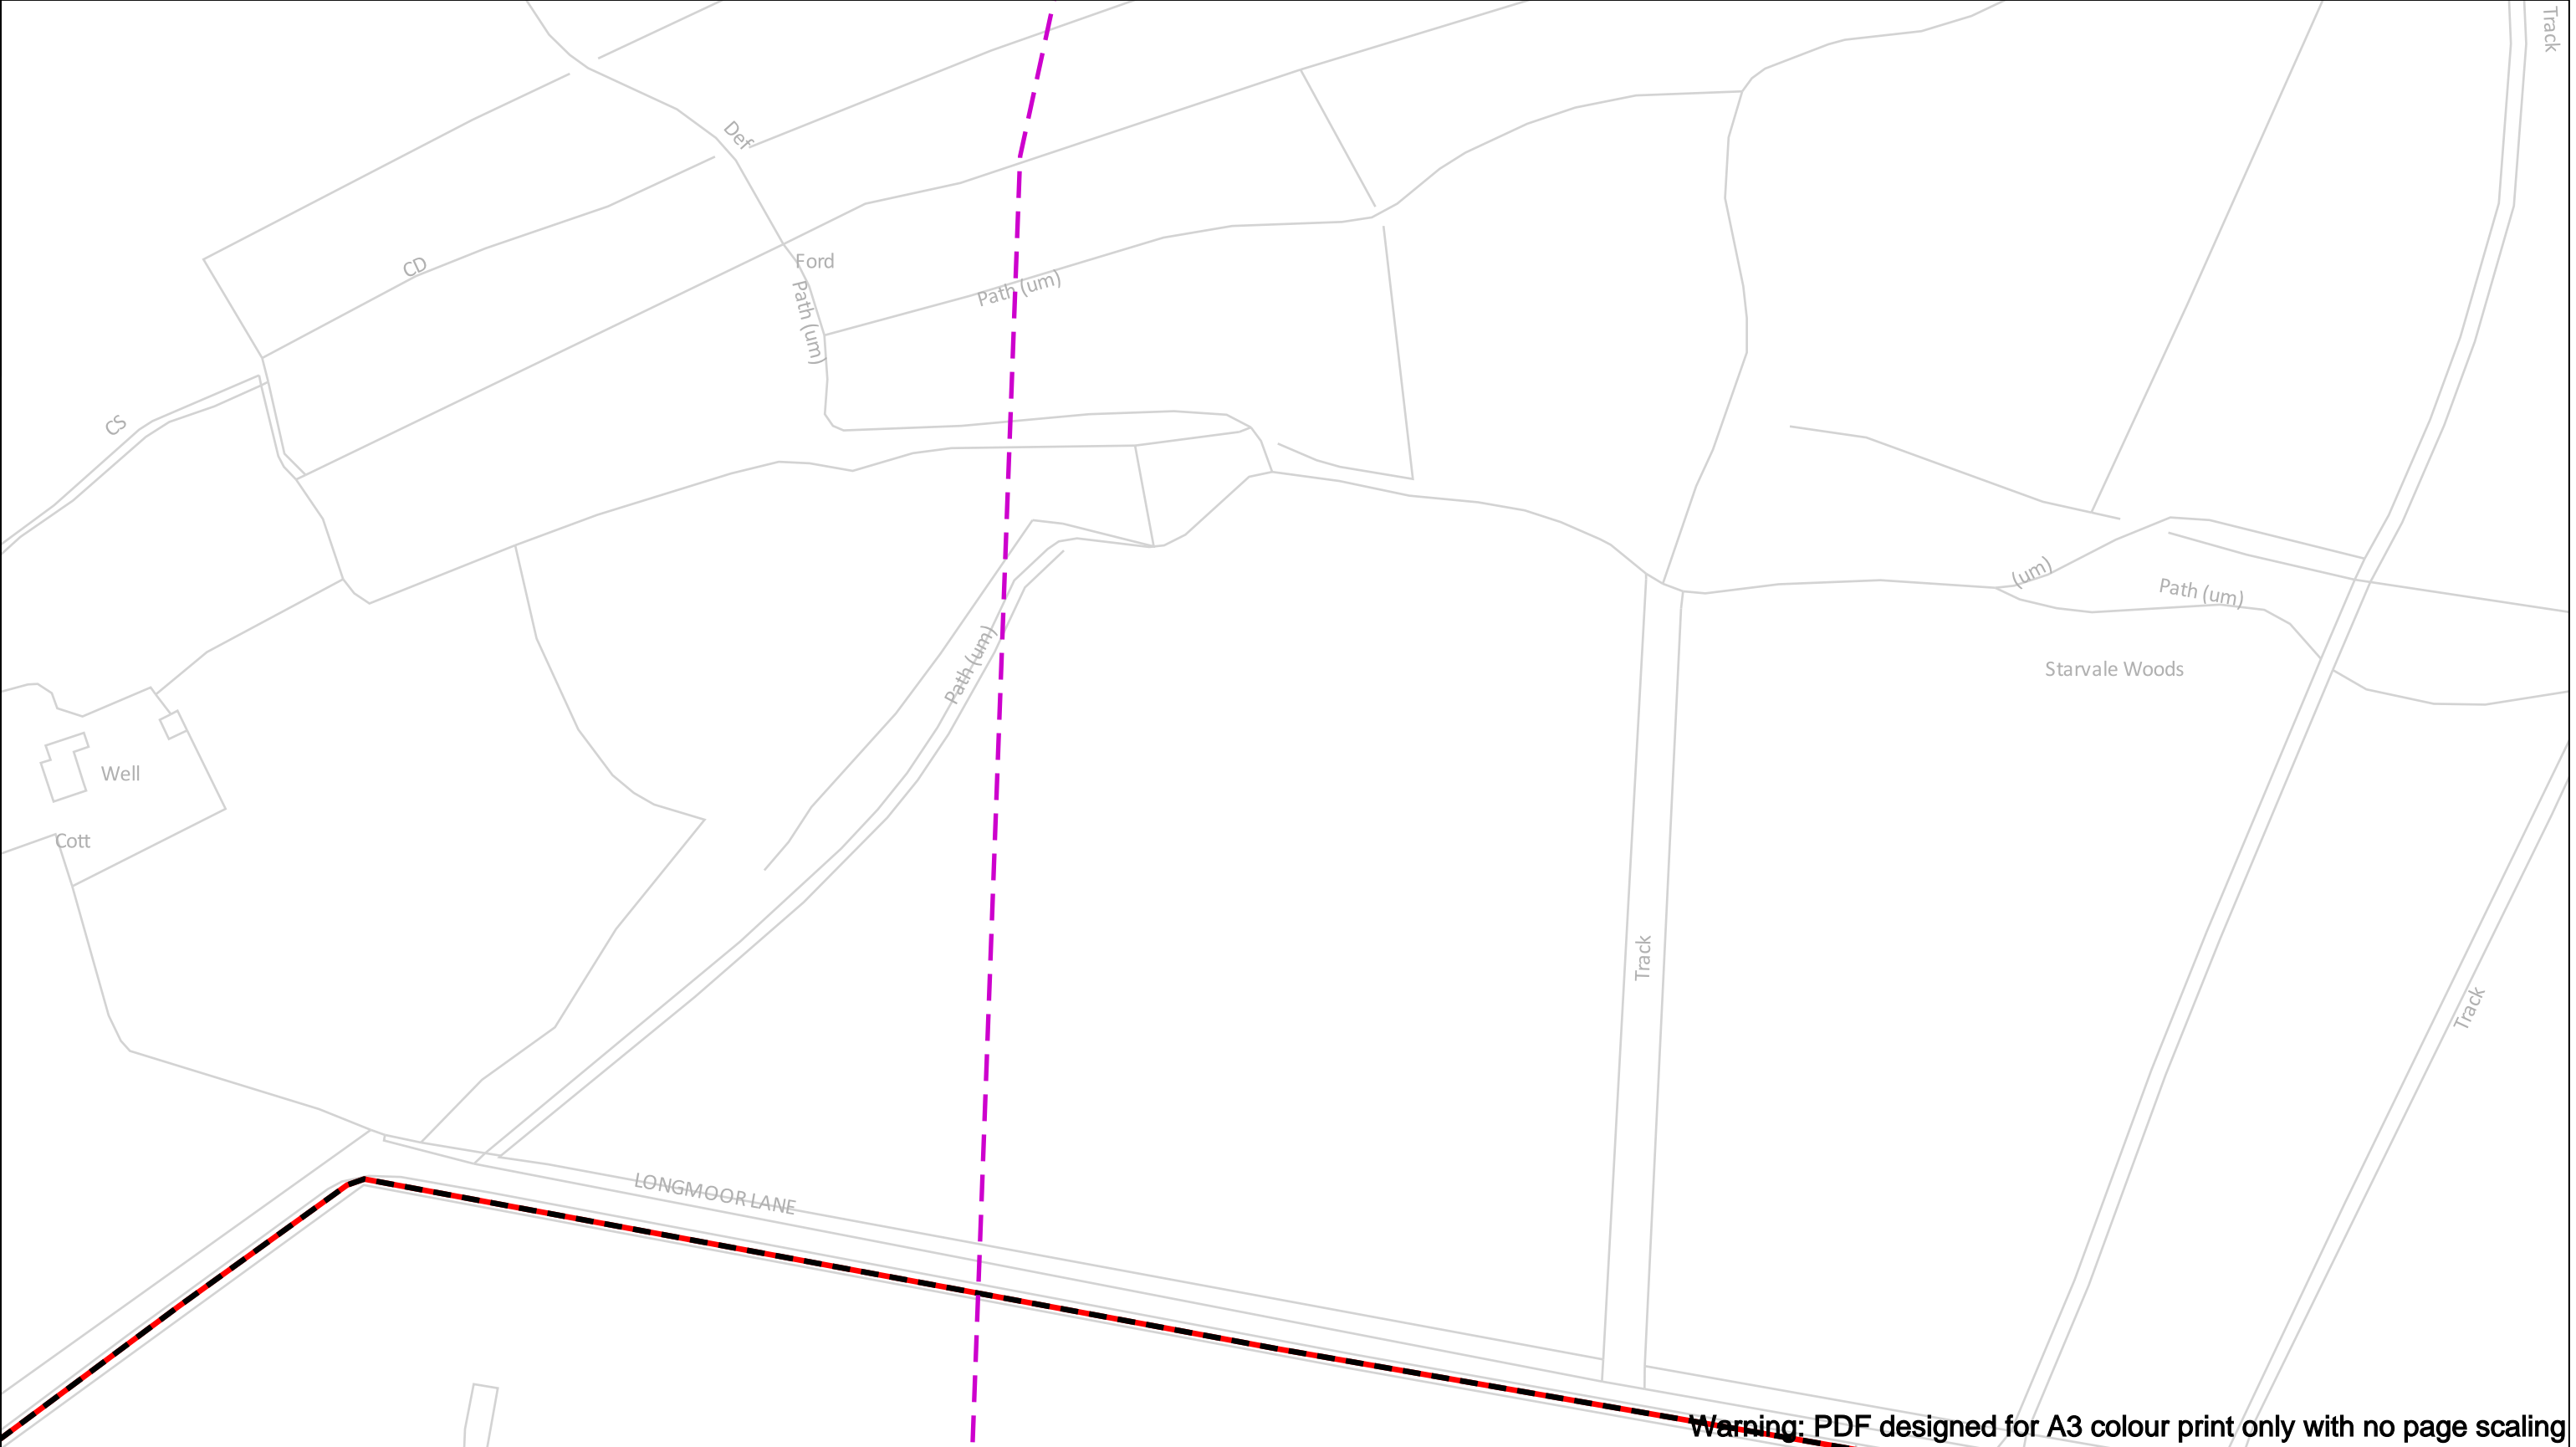 Track
Def
CD
Ford
Path (um)
Path (um)
CS
(um)
Path (um)
Path (um)
Starvale Woods
Well
Cott
Track
Track
LONGMOOR LANE
Warning: PDF designed for A3 colour print only with no page scaling